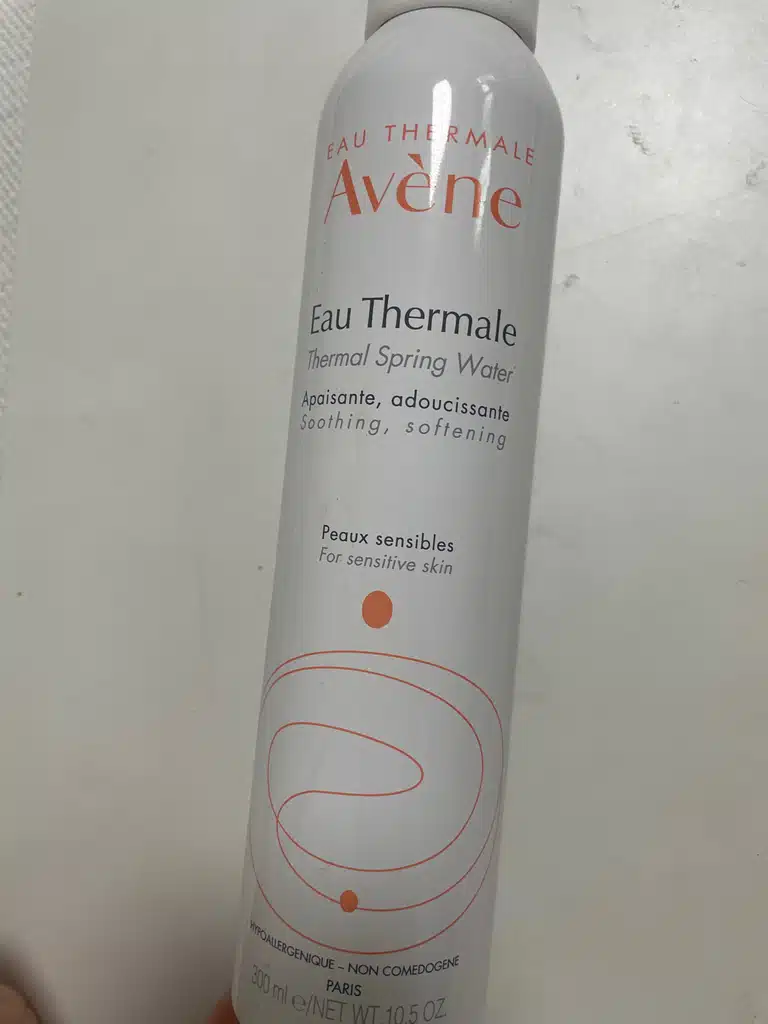 EAU THERMALE
Avène
Eau Thermale
Thermal Spring Water
Apaisante, adoucissante
Soothing, softening
Peaux sensibles
For sensitive skin
HYPOALLERGENIQUE – NON COMEDOGENE
PARIS
300 ml e/NET WT 10.5 OZ.